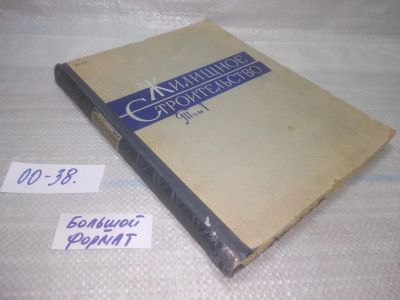 Жилищное
Строительство
Том I
00-38.
Большой
формат